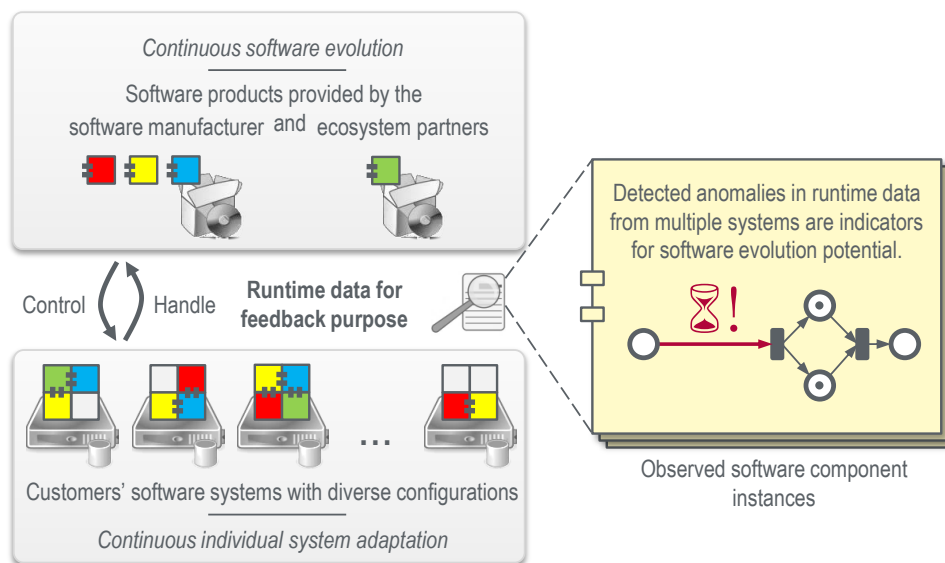 Continuous software evolution
Software products provided by the
software manufacturer and ecosystem partners
Control
Handle
Runtime data for
feedback purpose
Detected anomalies in runtime data
from multiple systems are indicators
for software evolution potential.
!
...
Customers’ software systems with diverse configurations
Continuous individual system adaptation
Observed software component
instances